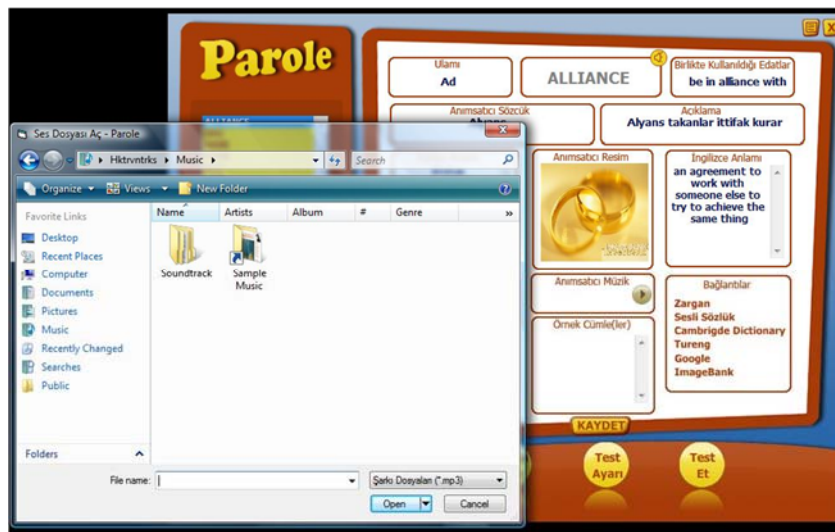 Parole
Ulamı
Ad
ALLIANCE
Birlikte Kullanıldığı Edatlar
be in alliance with
ALLIANCE
Anımsatıcı Sözcük
Alyans
Açıklama
Alyans takanlar ittifak kurar
Ses Dosyası Aç - Parole
Hktrvntrks
Music
Search
Organize
Views
New Folder
Favorite Links
Desktop
Recent Places
Computer
Documents
Pictures
Music
Recently Changed
Searches
Public
Folders
Name
Artists
Album
#
Genre
»
Soundtrack
Sample
Music
File name:
Şarkı Dosyaları (*.mp3)
Open
Cancel
Anımsatıcı Resim
İngilizce Anlamı
an agreement to
work with
someone else to
try to achieve the
same thing
Anımsatıcı Müzik
Örnek Cümle(ler)
Bağlantılar
Zargan
Sesli Sözlük
Cambrigde Dictionary
Tureng
Google
ImageBank
KAYDET
Test
Ayarı
Test
Et